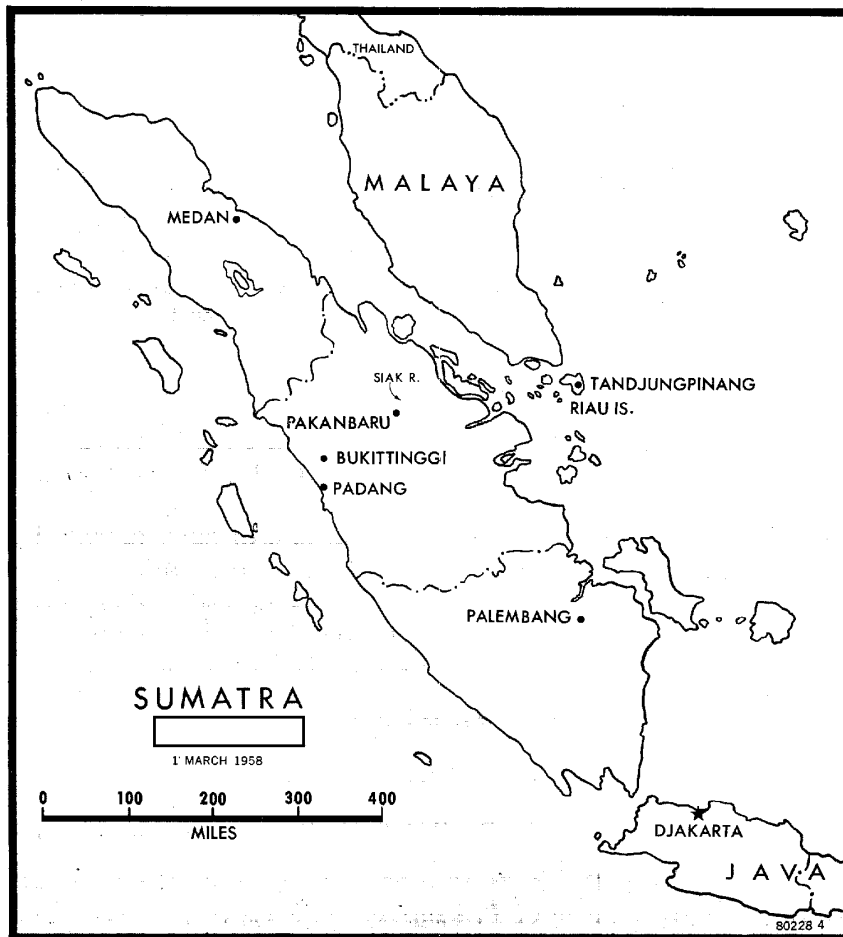 THAILAND
MALAYA
MEDAN
SIAK R.
TANDJUNGPINANG
RIAU IS.
PAKANBARU
BUKITTINGGI
PADANG
PALEMBANG
SUMATRA
1 MARCH 1958
0 100 200 300 400
MILES
DJAKARTA
JAVA
80228 4